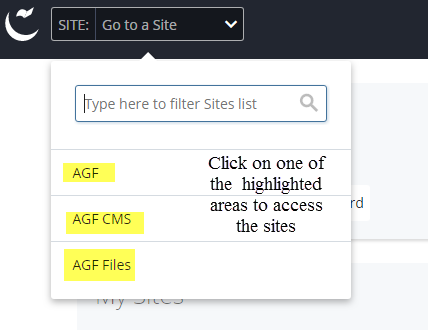 SITE: Go to a Site
Type here to filter Sites list
AGF
Click on one of
the highlighted
areas to access
the sites
AGF CMS
rd
AGF Files
My Sites